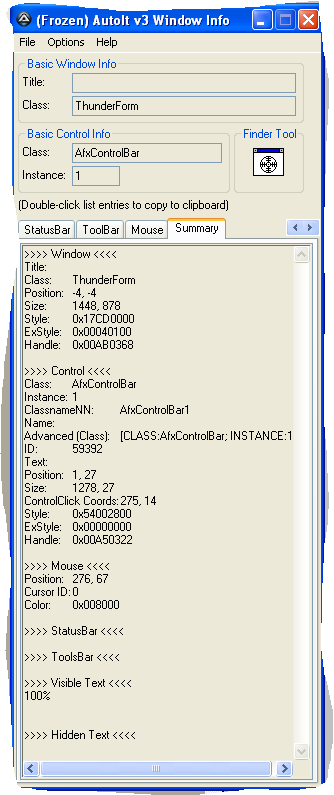 (Frozen) AutoIt v3 Window Info
File Options Help
Basic Window Info
Title:
Class: ThunderForm
Basic Control Info
Finder Tool
Class: AfxControlBar
Instance: 1
(Double-click list entries to copy to clipboard)
StatusBar ToolBar Mouse Summary
>>>> Window <<<<
Title:
Class: ThunderForm
Position: -4, -4
Size: 1448, 878
Style: 0x17CD0000
ExStyle: 0x00040100
Handle: 0x00AB0368
>>>> Control <<<<
Class: AfxControlBar
Instance: 1
ClassnameNN: AfxControlBar1
Name:
Advanced (Class): [CLASS:AfxControlBar; INSTANCE:1
ID: 59392
Text:
Position: 1, 27
Size: 1278, 27
ControlClick Coords: 275, 14
Style: 0x54002800
ExStyle: 0x00000000
Handle: 0x00A50322
>>>> Mouse <<<<
Position: 276, 67
Cursor ID: 0
Color: 0x008000
>>>> StatusBar <<<<
>>>> ToolsBar <<<<
>>>> Visible Text <<<<
100%
>>>> Hidden Text <<<<